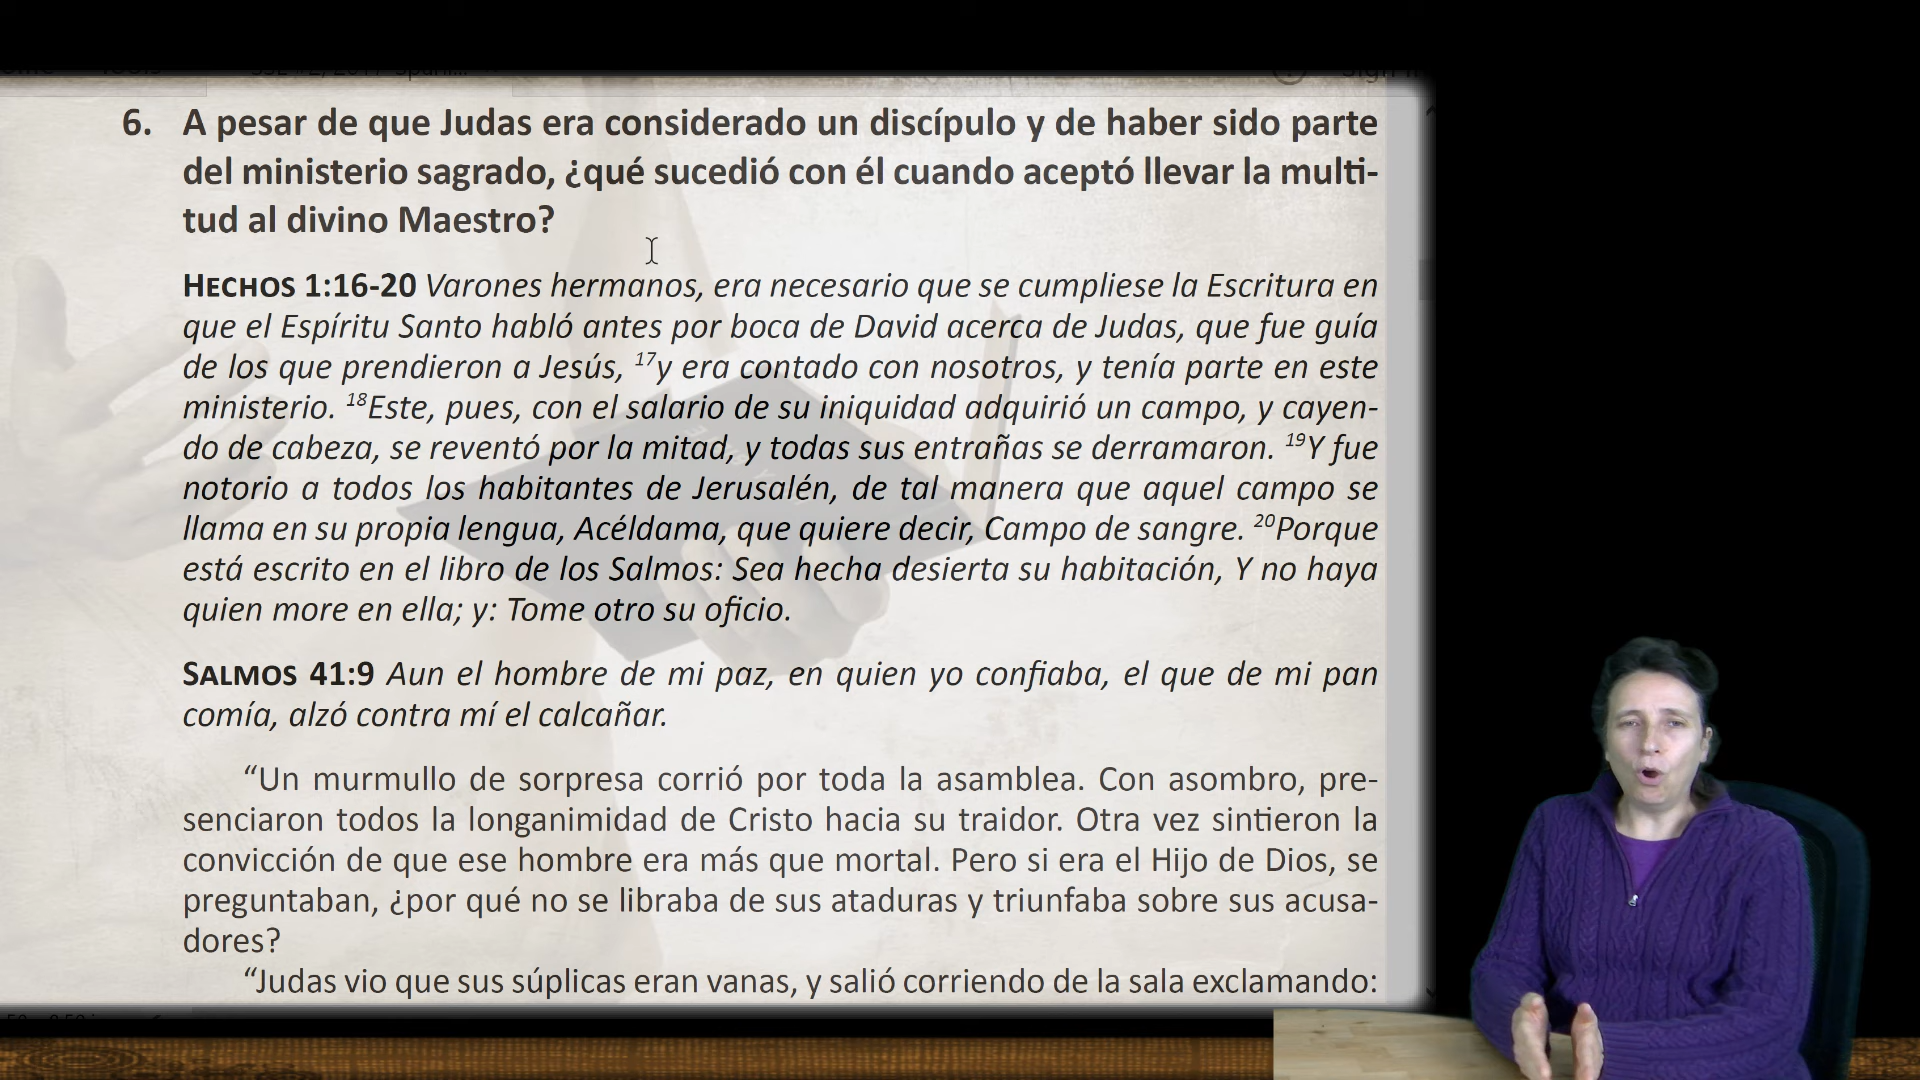 6. A pesar de que Judas era considerado un discípulo y de haber sido parte
del ministerio sagrado, ¿qué sucedió con él cuando aceptó llevar la multi-
tud al divino Maestro?
HECHOS 1:16-20 Varones hermanos, era necesario que se cumpliese la Escritura en
que el Espíritu Santo habló antes por boca de David acerca de Judas, que fue guía
de los que prendieron a Jesús, 17y era contado con nosotros, y tenía parte en este
ministerio. 18Este, pues, con el salario de su iniquidad adquirió un campo, y cayen-
do de cabeza, se reventó por la mitad, y todas sus entrañas se derramaron. 19Y fue
notorio a todos los habitantes de Jerusalén, de tal manera que aquel campo se
llama en su propia lengua, Acéldama, que quiere decir, Campo de sangre. 20Porque
está escrito en el libro de los Salmos: Sea hecha desierta su habitación, Y no haya
quien more en ella; y: Tome otro su oficio.
SALMOS 41:9 Aun el hombre de mi paz, en quien yo confiaba, el que de mi pan
comía, alzó contra mí el calcañar.
“Un murmullo de sorpresa corrió por toda la asamblea. Con asombro, pre-
senciaron todos la longanimidad de Cristo hacia su traidor. Otra vez sintieron la
convicción de que ese hombre era más que mortal. Pero si era el Hijo de Dios, se
preguntaban, ¿por qué no se libraba de sus ataduras y triunfaba sobre sus acusa-
dores?
“Judas vio que sus súplicas eran vanas, y salió corriendo de la sala exclamando: